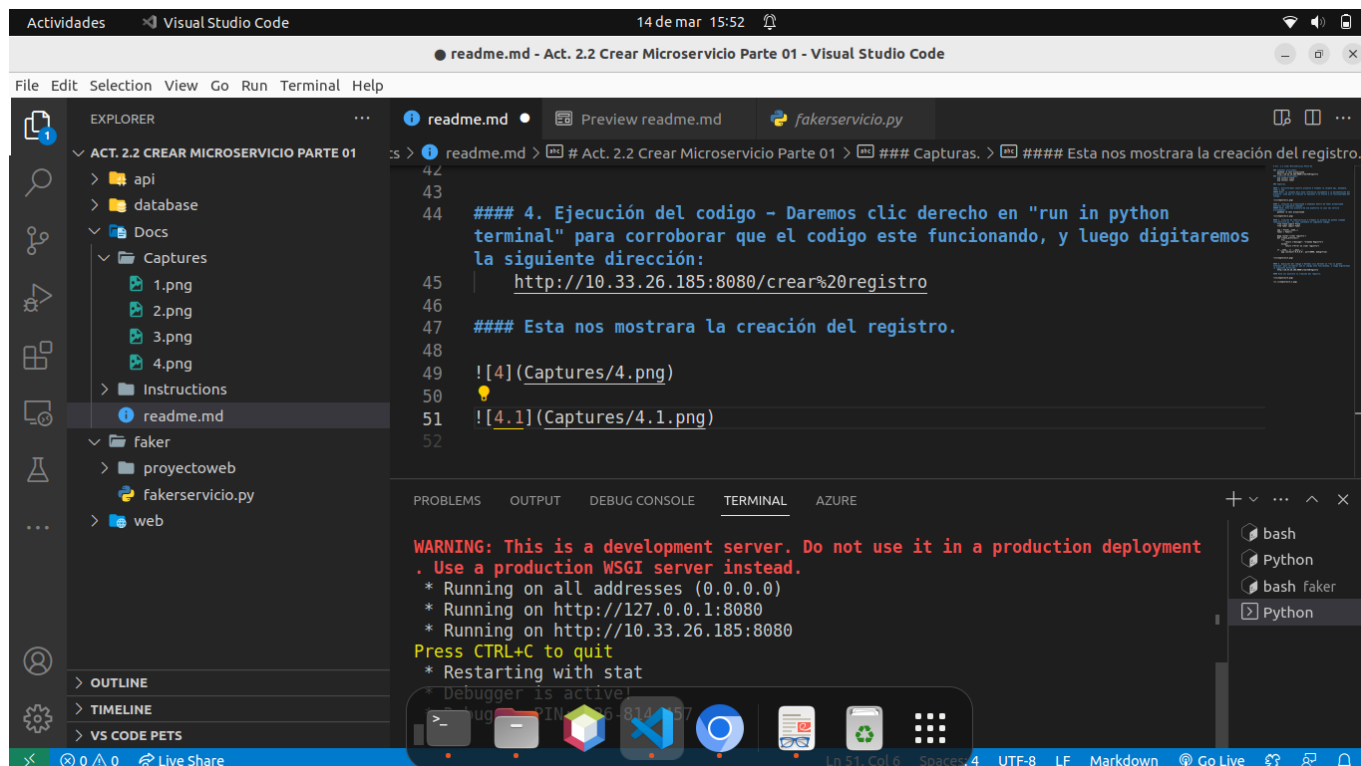 Actividades Visual Studio Code 14 de mar 15:52
readme.md - Act. 2.2 Crear Microservicio Parte 01 - Visual Studio Code
File Edit Selection View Go Run Terminal Help
EXPLORER
ACT. 2.2 CREAR MICROSERVICIO PARTE 01
api
database
Docs
Captures
1.png
2.png
3.png
4.png
Instructions
readme.md
faker
proyectoweb
fakerservicio.py
web
OUTLINE
TIMELINE
VS CODE PETS
1
readme.md Preview readme.md fakerservicio.py
cs > readme.md > # Act. 2.2 Crear Microservicio Parte 01 > ### Capturas. > #### Esta nos mostrara la creación del registro.
42
43
44 #### 4. Ejecución del codigo - Daremos clic derecho en "run in python
terminal" para corroborar que el codigo este funcionando, y luego digitaremos
la siguiente dirección:
45 http://10.33.26.185:8080/crear%20registro
46
47 #### Esta nos mostrara la creación del registro.
48
49 ![4](Captures/4.png)
50
51 ![4.1](Captures/4.1.png)
52
PROBLEMS OUTPUT DEBUG CONSOLE TERMINAL AZURE
WARNING: This is a development server. Do not use it in a production deployment
. Use a production WSGI server instead.
* Running on all addresses (0.0.0.0)
* Running on http://127.0.0.1:8080
* Running on http://10.33.26.185:8080
Press CTRL+C to quit
* Restarting with stat
* Debugger is active!
bash
Python
bash faker
Python
0 0 Live Share Ln 51, Col 6 Spaces: 4 UTF-8 LF Markdown Go Live